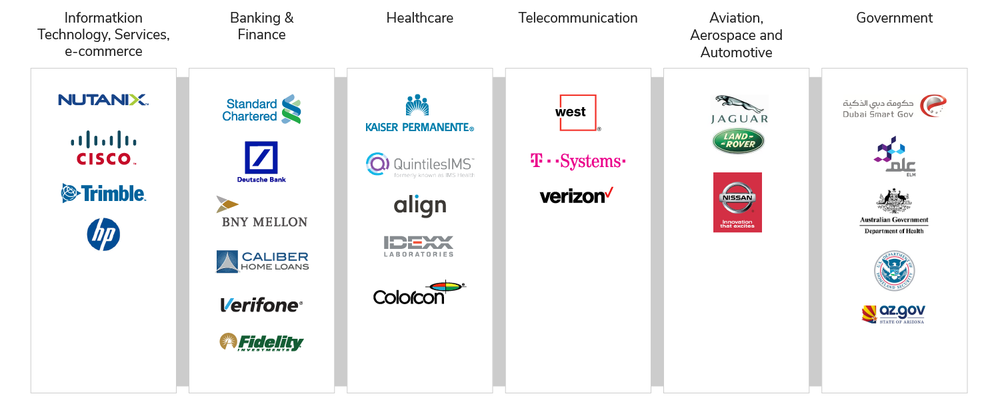 Informatkion
Technology, Services,
e-commerce
NUTANIX™
CISCO™
Trimble
hp
Banking &
Finance
Standard
Chartered
Deutsche Bank
BNY MELLON
CALIBER
HOME LOANS
Verifone®
Fidelity
INVESTMENTS
Healthcare
KAISER PERMANENTE®
QuintilesIMS™
formerly known as IMS Health
align
IDEXX
LABORATORIES
Colorcon®
Telecommunication
west®
T··Systems·
verizon✓
Aviation,
Aerospace and
Automotive
JAGUAR
LAND-
-ROVER
NISSAN
Innovation
that excites
Government
حكومة دبي الذكية
Dubai Smart Gov
علم
ELM
Australian Government
Department of Health
U.S. DEPARTMENT OF
HOMELAND SECURITY
az.gov
STATE OF ARIZONA